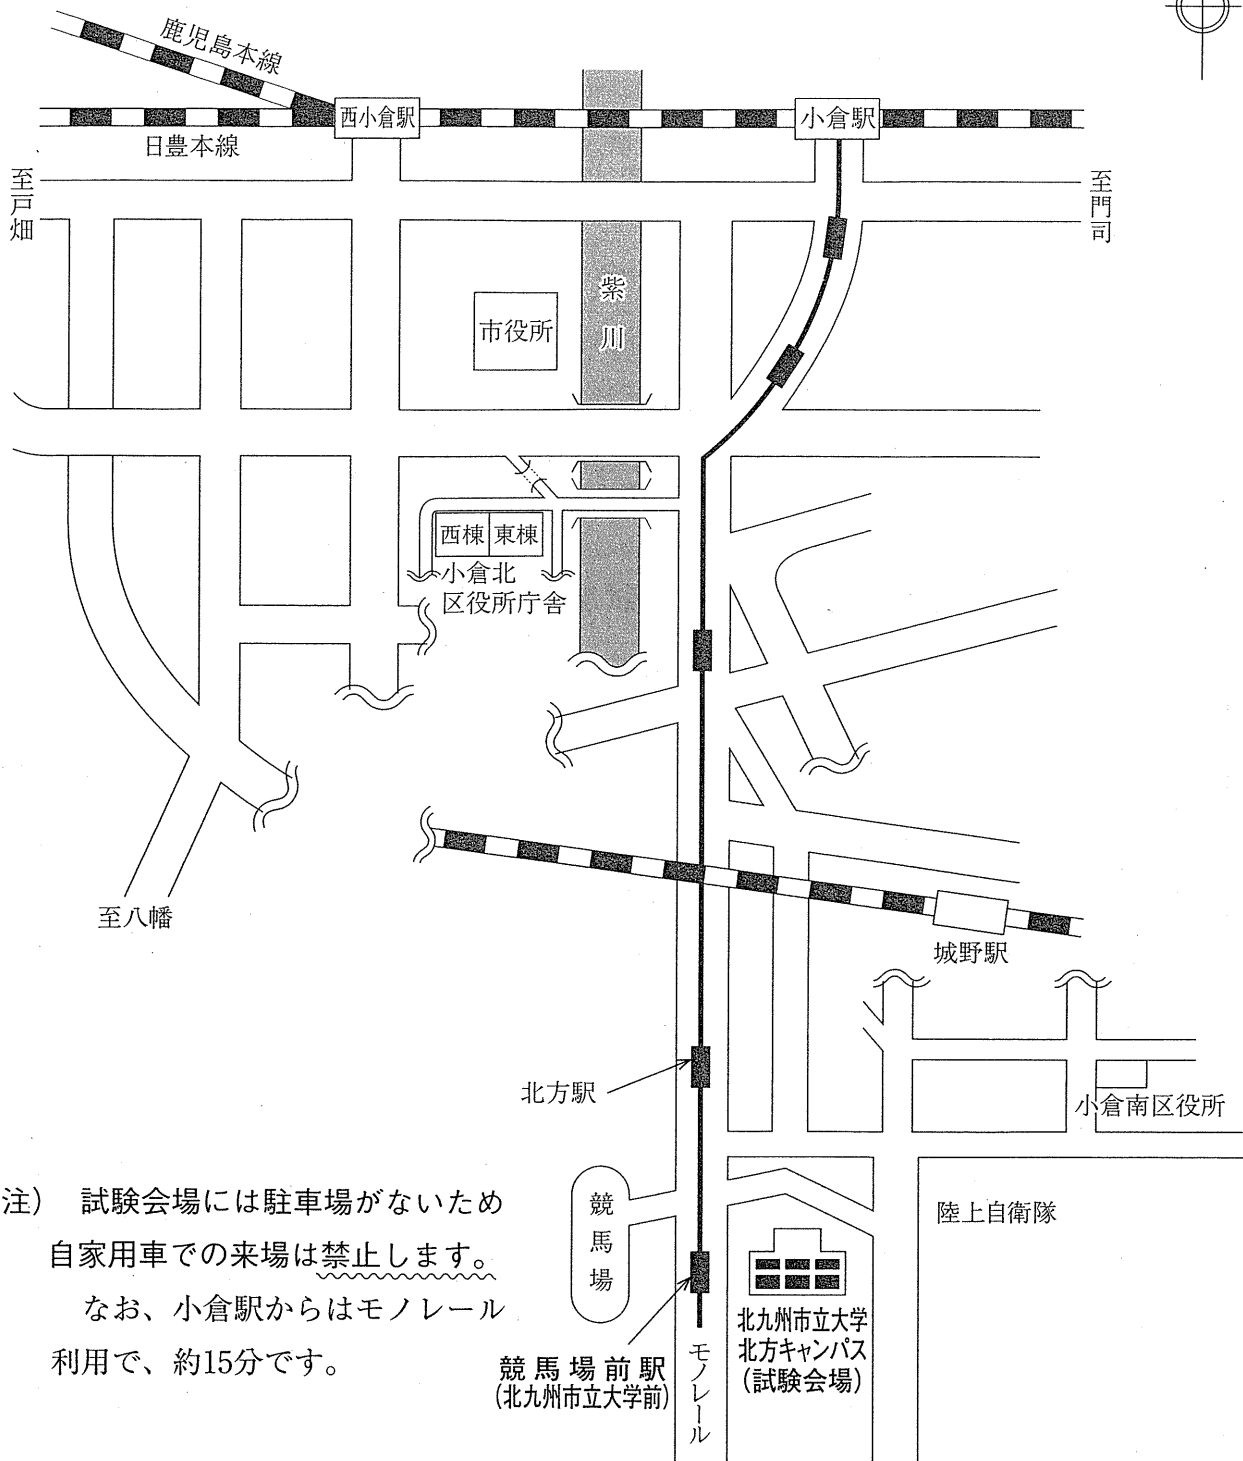 鹿児島本線
西小倉駅
小倉駅
日豊本線
至戸畑
至門司
紫川
市役所
西棟
東棟
小倉北
区役所庁舎
至八幡
城野駅
北方駅
小倉南区役所
注)　試験会場には駐車場がないため
自家用車での来場は禁止します。
なお、小倉駅からはモノレール
利用で、約15分です。
競馬場
陸上自衛隊
競馬場前駅
(北九州市立大学前)
モノレール
北九州市立大学
北方キャンパス
(試験会場)